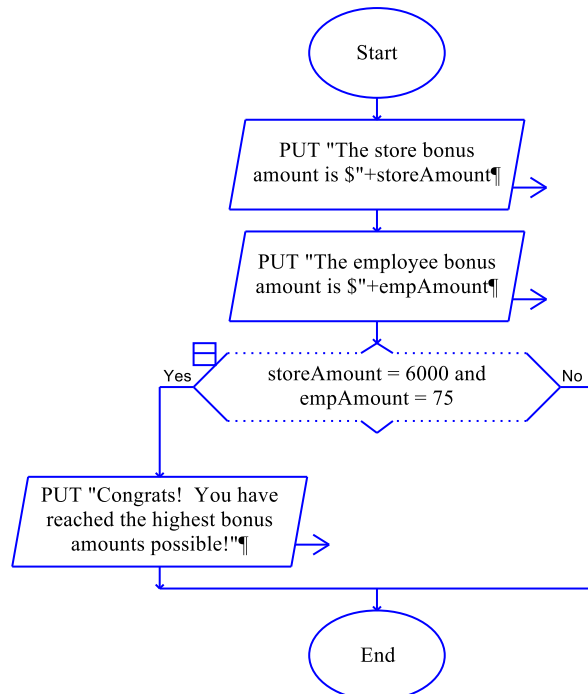 Start
PUT "The store bonus
amount is $"+storeAmount¶
PUT "The employee bonus
amount is $"+empAmount¶
storeAmount = 6000 and
empAmount = 75
Yes
No
PUT "Congrats!  You have
reached the highest bonus
amounts possible!"¶
End